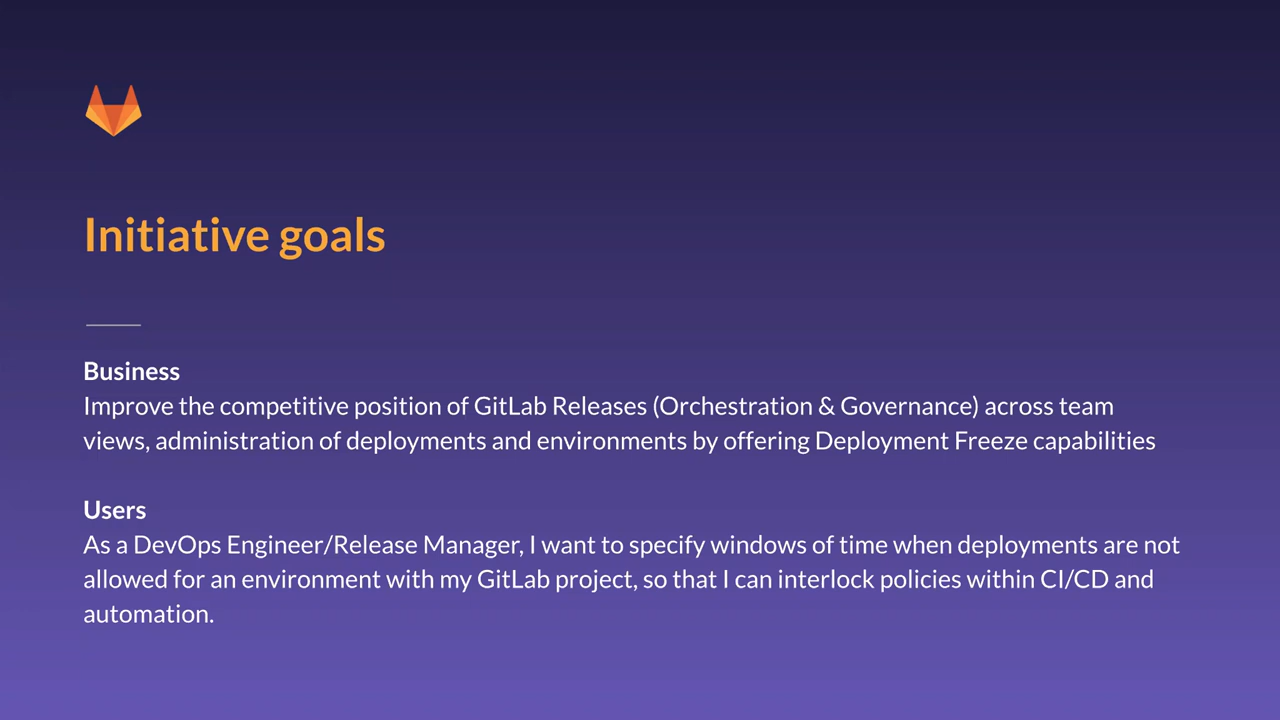 Initiative goals
Business
Improve the competitive position of GitLab Releases (Orchestration & Governance) across team
views, administration of deployments and environments by offering Deployment Freeze capabilities
Users
As a DevOps Engineer/Release Manager, I want to specify windows of time when deployments are not
allowed for an environment with my GitLab project, so that I can interlock policies within CI/CD and
automation.